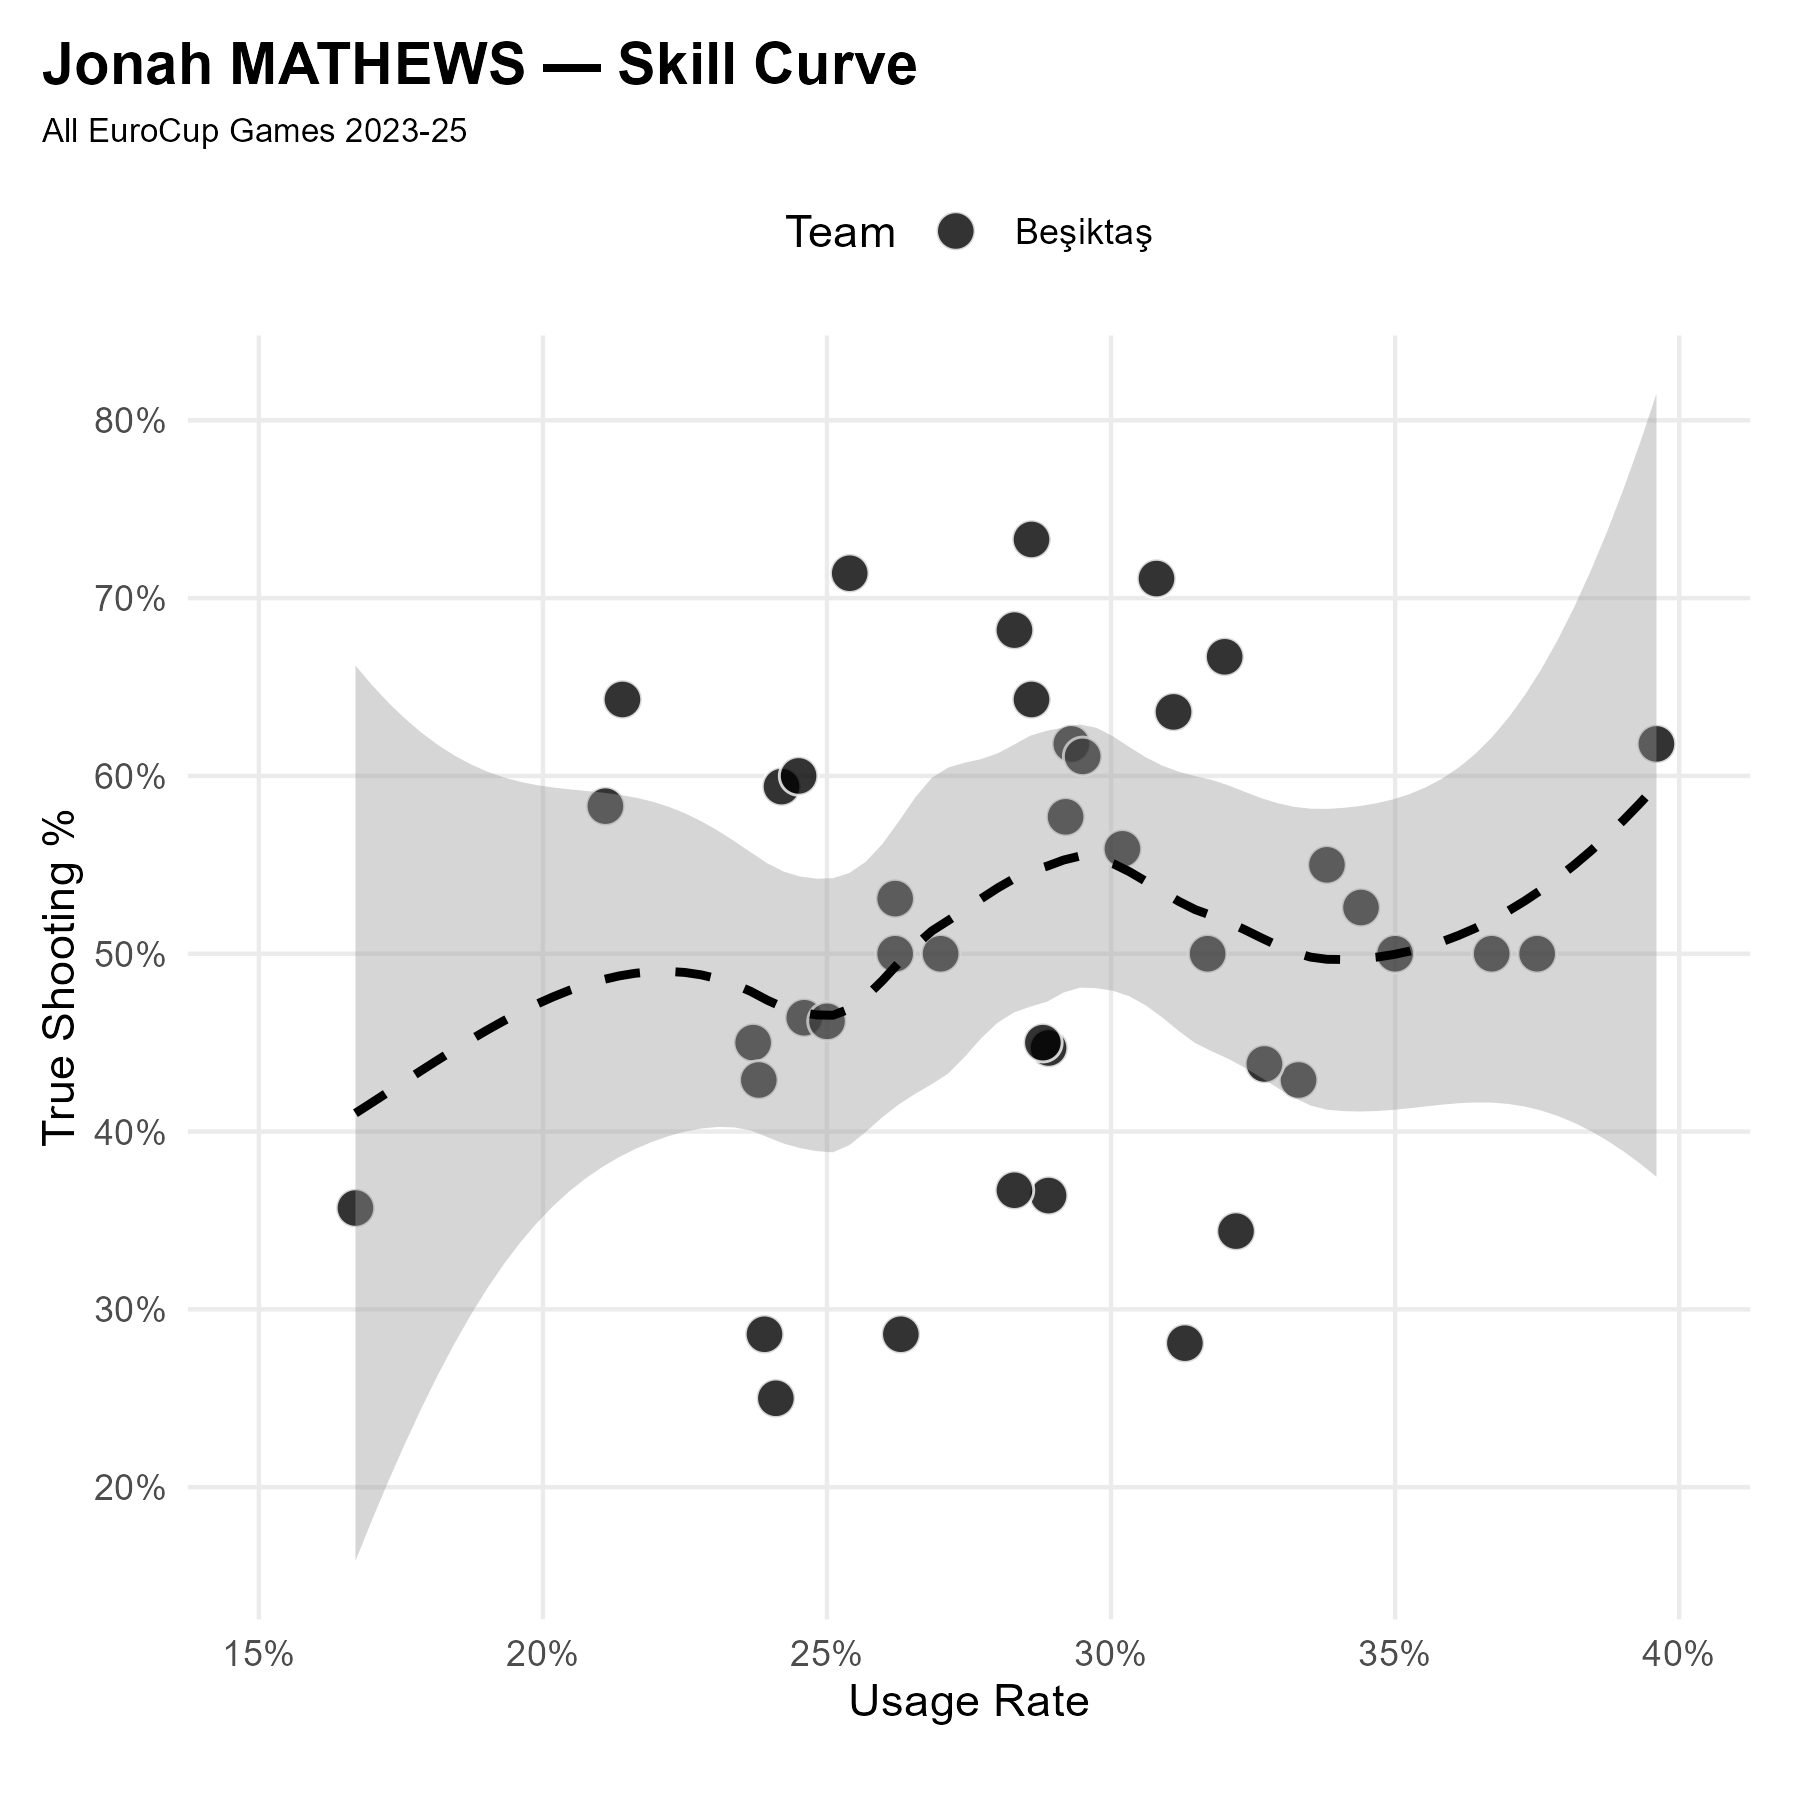 Jonah MATHEWS — Skill Curve
All EuroCup Games 2023-25
Team Beşiktaş
80%
70%
60%
50%
40%
30%
20%
True Shooting %
15% 20% 25% 30% 35% 40%
Usage Rate